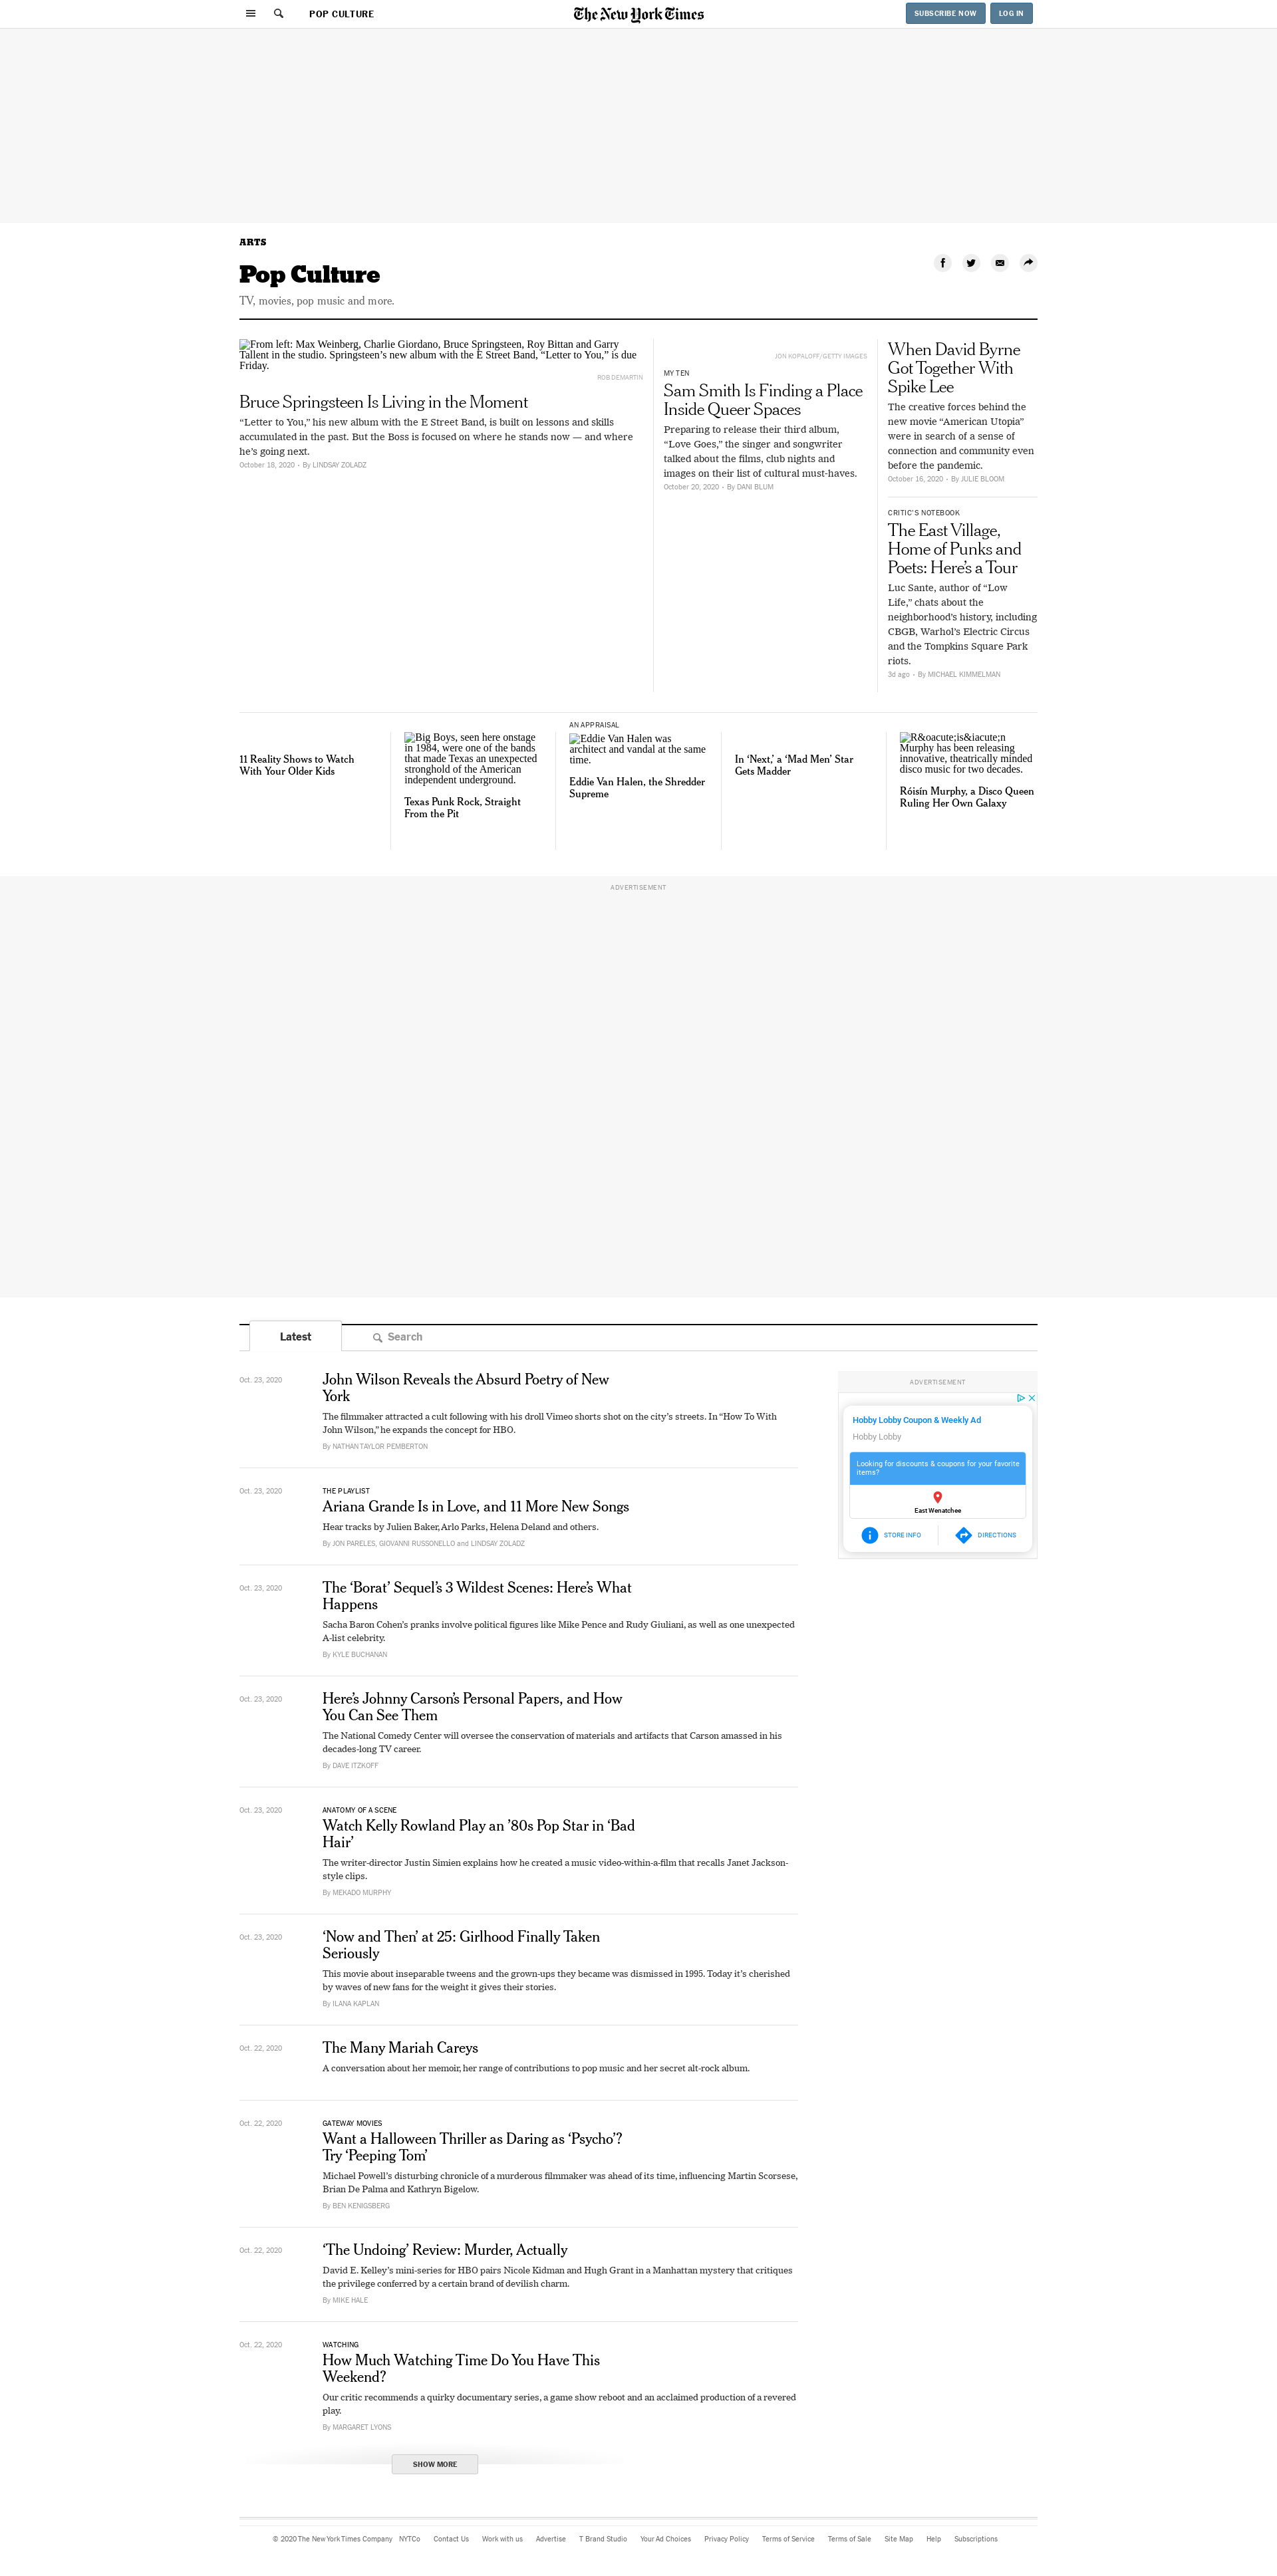 POP CULTURE
The New York Times
SUBSCRIBE NOW
LOG IN
ARTS
Pop Culture
TV, movies, pop music and more.
From left: Max Weinberg, Charlie Giordano, Bruce Springsteen, Roy Bittan and Garry
Tallent in the studio. Springsteen’s new album with the E Street Band, “Letter to You,” is due
Friday.
ROB DEMARTIN
Bruce Springsteen Is Living in the Moment
“Letter to You,” his new album with the E Street Band, is built on lessons and skills
accumulated in the past. But the Boss is focused on where he stands now — and where
he’s going next.
October 18, 2020 - By LINDSAY ZOLADZ
JON KOPALOFF/GETTY IMAGES
MY TEN
Sam Smith Is Finding a Place
Inside Queer Spaces
Preparing to release their third album,
“Love Goes,” the singer and songwriter
talked about the films, club nights and
images on their list of cultural must-haves.
October 20, 2020 - By DANI BLUM
When David Byrne
Got Together With
Spike Lee
The creative forces behind the
new movie “American Utopia”
were in search of a sense of
connection and community even
before the pandemic.
October 16, 2020 - By JULIE BLOOM
CRITIC’S NOTEBOOK
The East Village,
Home of Punks and
Poets: Here’s a Tour
Luc Sante, author of “Low
Life,” chats about the
neighborhood’s history, including
CBGB, Warhol’s Electric Circus
and the Tompkins Square Park
riots.
3d ago - By MICHAEL KIMMELMAN
11 Reality Shows to Watch
With Your Older Kids
Big Boys, seen here onstage
in 1984, were one of the bands
that made Texas an unexpected
stronghold of the American
independent underground.
Texas Punk Rock, Straight
From the Pit
AN APPRAISAL
Eddie Van Halen was
architect and vandal at the same
time.
Eddie Van Halen, the Shredder
Supreme
In ‘Next,’ a ‘Mad Men’ Star
Gets Madder
R&oacute;is&iacute;n
Murphy has been releasing
innovative, theatrically minded
disco music for two decades.
Róisín Murphy, a Disco Queen
Ruling Her Own Galaxy
ADVERTISEMENT
Latest
Search
Oct. 23, 2020
John Wilson Reveals the Absurd Poetry of New
York
The filmmaker attracted a cult following with his droll Vimeo shorts shot on the city’s streets. In “How To With
John Wilson,” he expands the concept for HBO.
By NATHAN TAYLOR PEMBERTON
Oct. 23, 2020
THE PLAYLIST
Ariana Grande Is in Love, and 11 More New Songs
Hear tracks by Julien Baker, Arlo Parks, Helena Deland and others.
By JON PARELES, GIOVANNI RUSSONELLO and LINDSAY ZOLADZ
Oct. 23, 2020
The ‘Borat’ Sequel’s 3 Wildest Scenes: Here’s What
Happens
Sacha Baron Cohen’s pranks involve political figures like Mike Pence and Rudy Giuliani, as well as one unexpected
A-list celebrity.
By KYLE BUCHANAN
Oct. 23, 2020
Here’s Johnny Carson’s Personal Papers, and How
You Can See Them
The National Comedy Center will oversee the conservation of materials and artifacts that Carson amassed in his
decades-long TV career.
By DAVE ITZKOFF
Oct. 23, 2020
ANATOMY OF A SCENE
Watch Kelly Rowland Play an ’80s Pop Star in ‘Bad
Hair’
The writer-director Justin Simien explains how he created a music video-within-a-film that recalls Janet Jackson-
style clips.
By MEKADO MURPHY
Oct. 23, 2020
‘Now and Then’ at 25: Girlhood Finally Taken
Seriously
This movie about inseparable tweens and the grown-ups they became was dismissed in 1995. Today it’s cherished
by waves of new fans for the weight it gives their stories.
By ILANA KAPLAN
Oct. 22, 2020
The Many Mariah Careys
A conversation about her memoir, her range of contributions to pop music and her secret alt-rock album.
Oct. 22, 2020
GATEWAY MOVIES
Want a Halloween Thriller as Daring as ‘Psycho’?
Try ‘Peeping Tom’
Michael Powell’s disturbing chronicle of a murderous filmmaker was ahead of its time, influencing Martin Scorsese,
Brian De Palma and Kathryn Bigelow.
By BEN KENIGSBERG
Oct. 22, 2020
‘The Undoing’ Review: Murder, Actually
David E. Kelley’s mini-series for HBO pairs Nicole Kidman and Hugh Grant in a Manhattan mystery that critiques
the privilege conferred by a certain brand of devilish charm.
By MIKE HALE
Oct. 22, 2020
WATCHING
How Much Watching Time Do You Have This
Weekend?
Our critic recommends a quirky documentary series, a game show reboot and an acclaimed production of a revered
play.
By MARGARET LYONS
SHOW MORE
ADVERTISEMENT
Hobby Lobby Coupon & Weekly Ad
Hobby Lobby
Looking for discounts & coupons for your favorite
items?
East Wenatchee
STORE INFO
DIRECTIONS
© 2020 The New York Times Company NYTCo Contact Us Work with us Advertise T Brand Studio Your Ad Choices Privacy Policy Terms of Service Terms of Sale Site Map Help Subscriptions